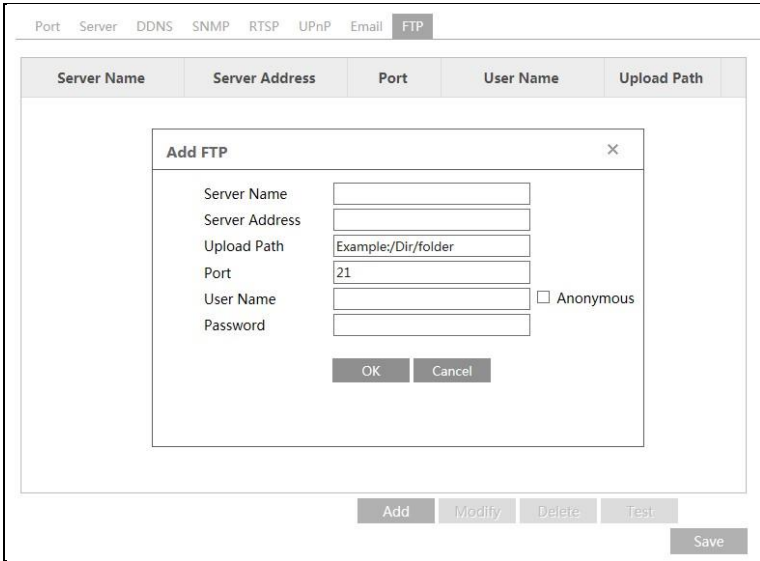 Port Server DDNS SNMP RTSP UPnP Email FTP
Server Name Server Address Port User Name Upload Path
Add FTP ×
Server Name
Server Address
Upload Path Example:/Dir/folder
Port 21
User Name Anonymous
Password
OK Cancel
Add Modify Delete Test
Save